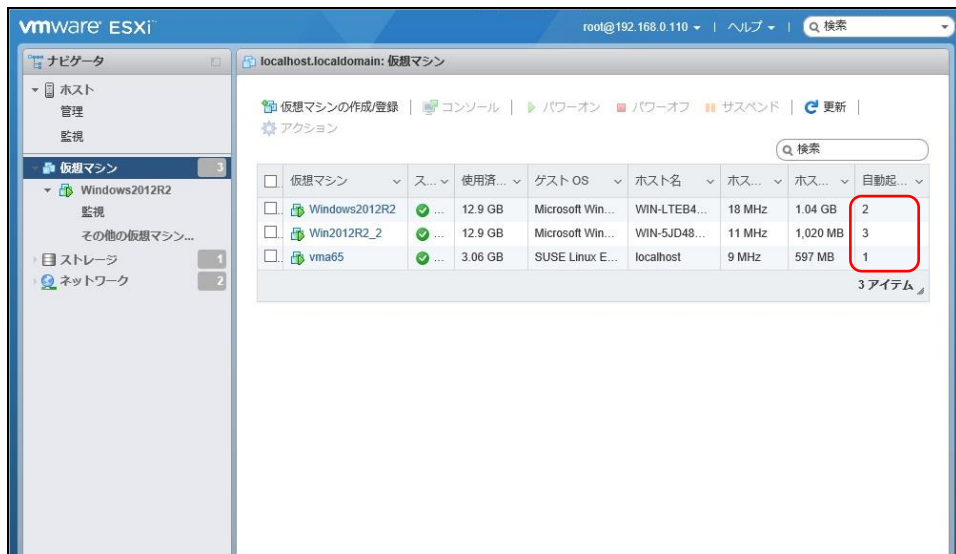 vmware ESXi
root@192.168.0.110 | ヘルプ | 検索
ナビゲータ
localhost.localdomain: 仮想マシン
ホスト
管理
監視
仮想マシン 3
Windows2012R2
監視
その他の仮想マシン...
ストレージ 1
ネットワーク 2
仮想マシンの作成/登録 | コンソール | パワーオン パワーオフ サスペンド | 更新 |
アクション
検索
仮想マシン ス... 使用済... ゲスト OS ホスト名 ホス... ホス... 自動起...
Windows2012R2 ... 12.9 GB Microsoft Win... WIN-LTEB4... 18 MHz 1.04 GB 2
Win2012R2_2 ... 12.9 GB Microsoft Win... WIN-5JD48... 11 MHz 1,020 MB 3
vma65 ... 3.06 GB SUSE Linux E... localhost 9 MHz 597 MB 1
3 アイテム